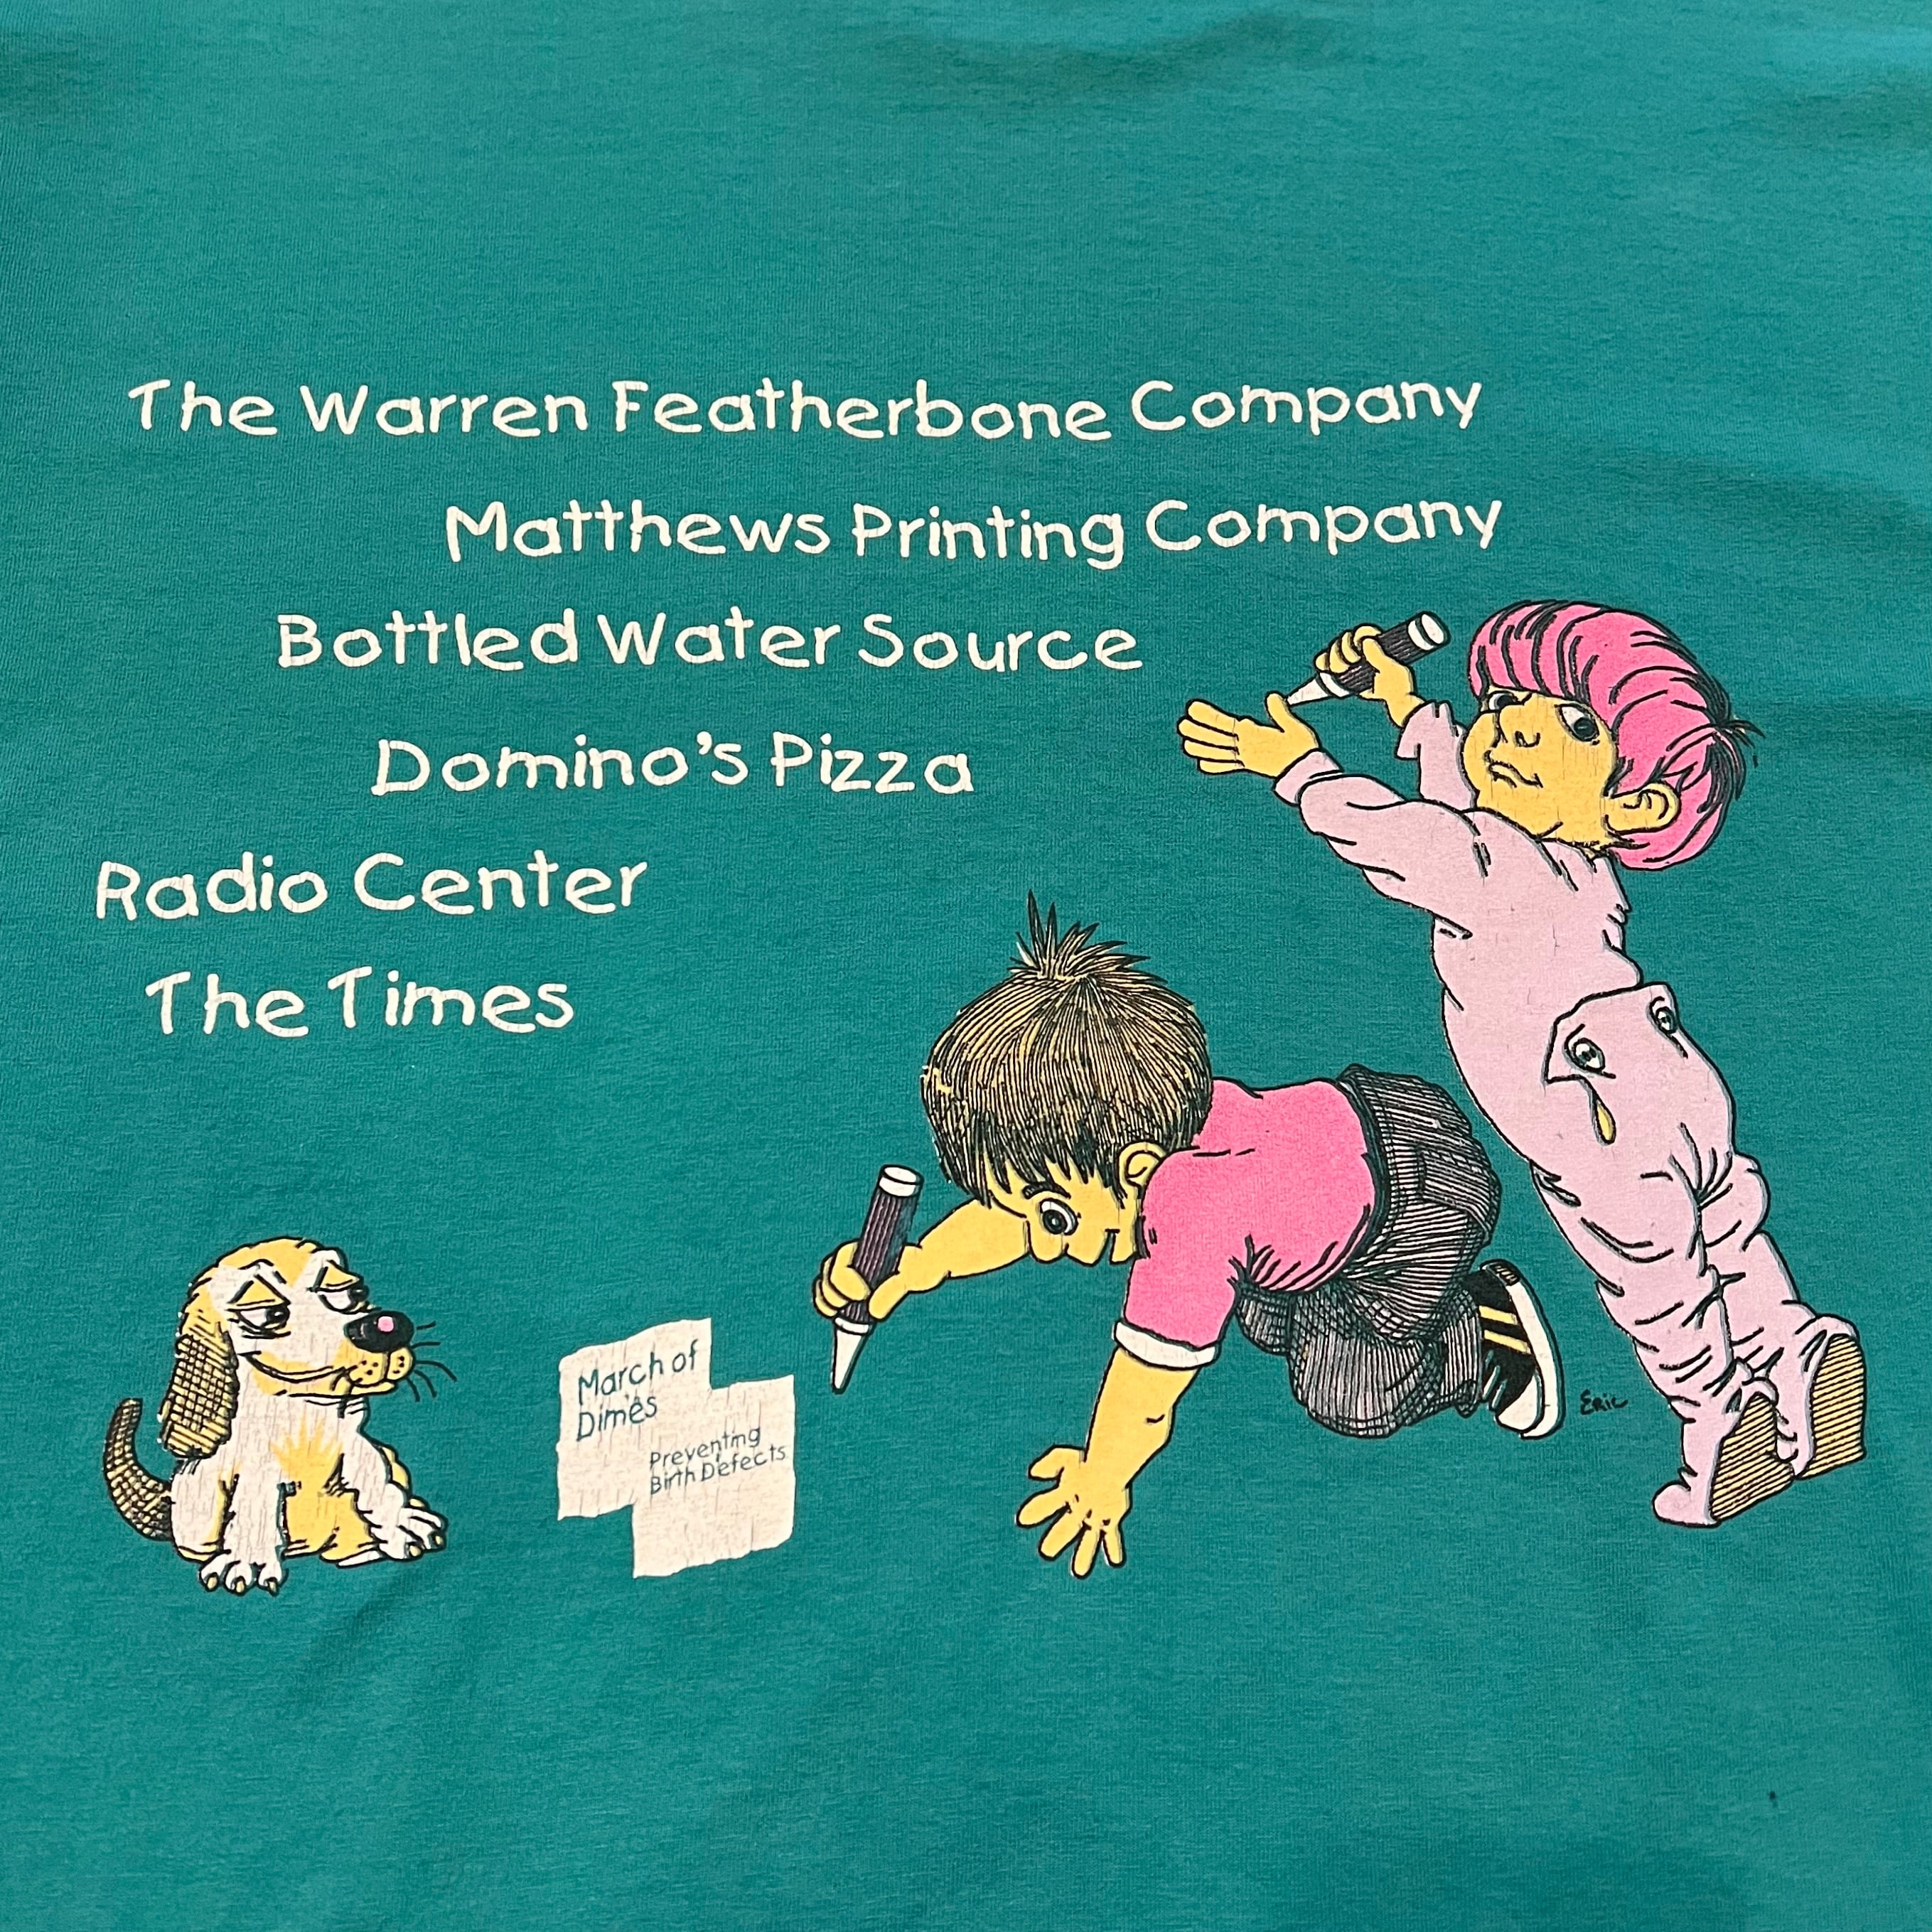 The Warren Featherbone Company
Matthews Printing Company
Bottled Water Source
Domino's Pizza
Radio Center
The Times
March of
Dimes
Preventing
Birth Defects
Eric